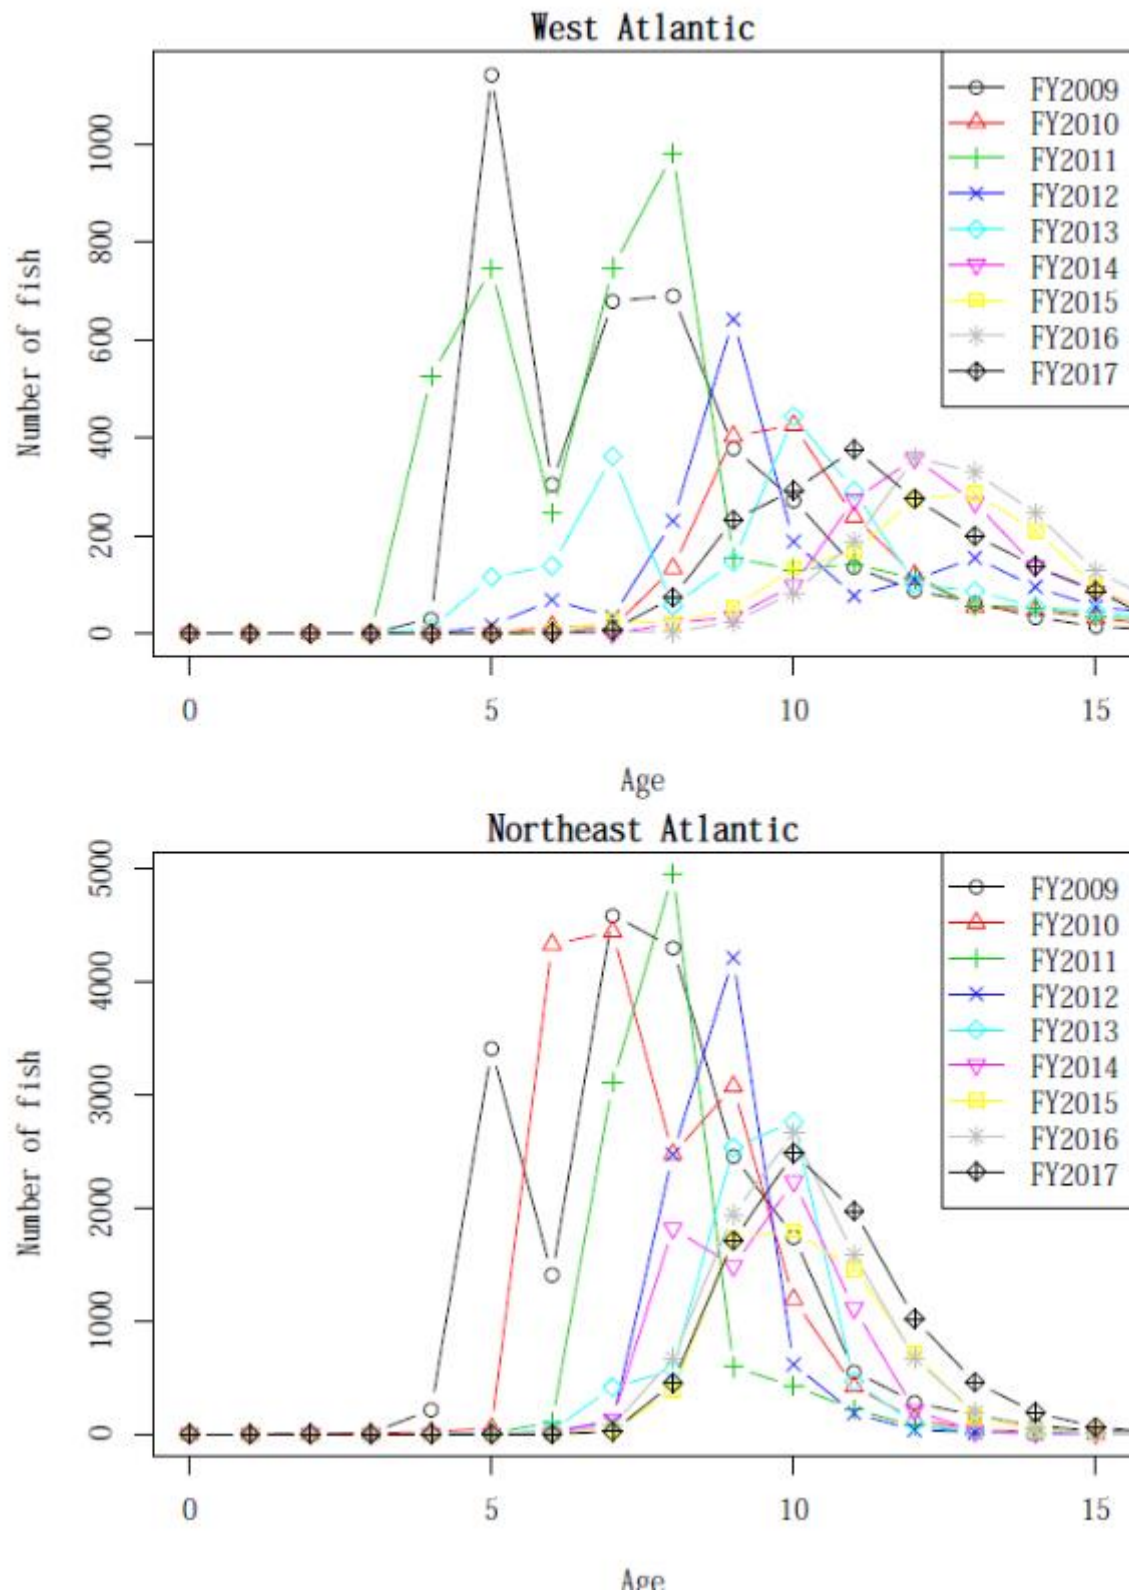 West Atlantic
Number of fish
1000
800
600
400
200
0
0 5 10 15
Age
FY2009
FY2010
FY2011
FY2012
FY2013
FY2014
FY2015
FY2016
FY2017
Northeast Atlantic
Number of fish
5000
4000
3000
2000
1000
0
0 5 10 15
Age
FY2009
FY2010
FY2011
FY2012
FY2013
FY2014
FY2015
FY2016
FY2017